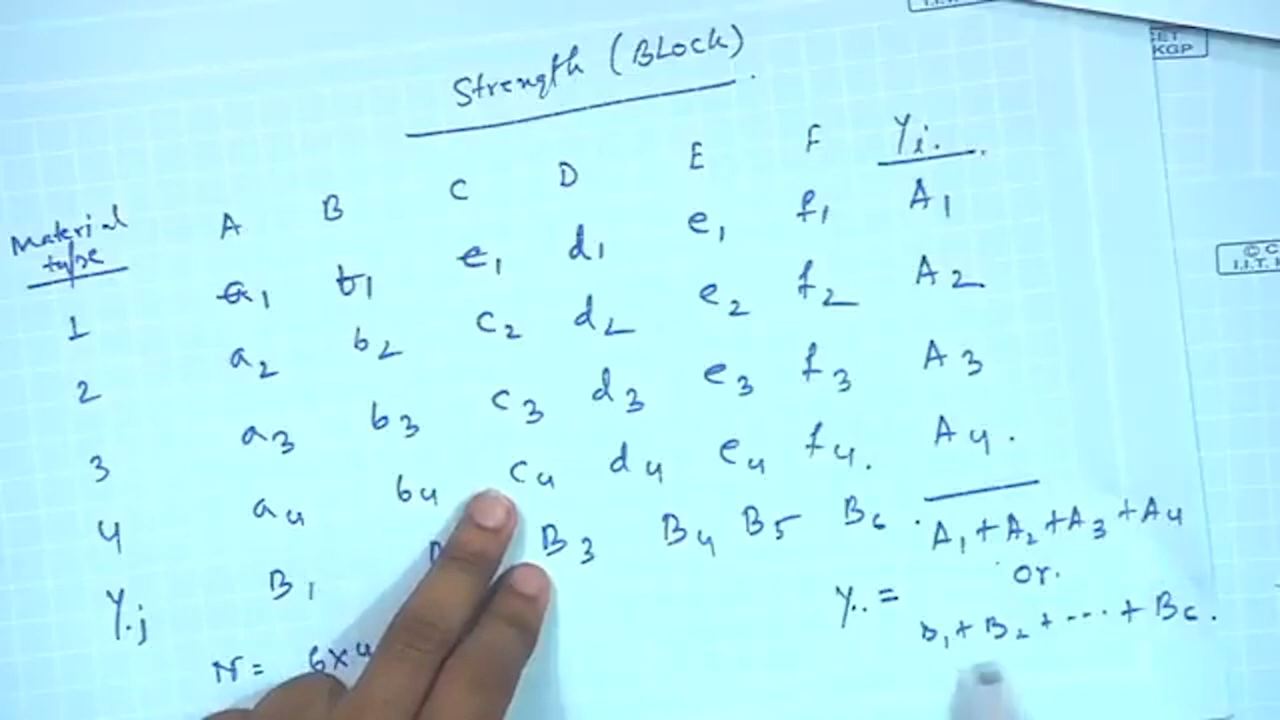 Strength (BLock)
Material type A B C D E F Yi.
1 a1 b1 e1 d1 e1 f1 A1
2 a2 b2 c2 d2 e2 f2 A2
3 a3 b3 c3 d3 e3 f3 A3
4 a4 b4 c4 d4 e4 f4. A4.
Y.j B1 B3 B4 B5 B6 . A1+A2+A3+A4
or.
Y.. = B1+B2+····+B6.
N = 6x4
KGP
© C
I.I.T.